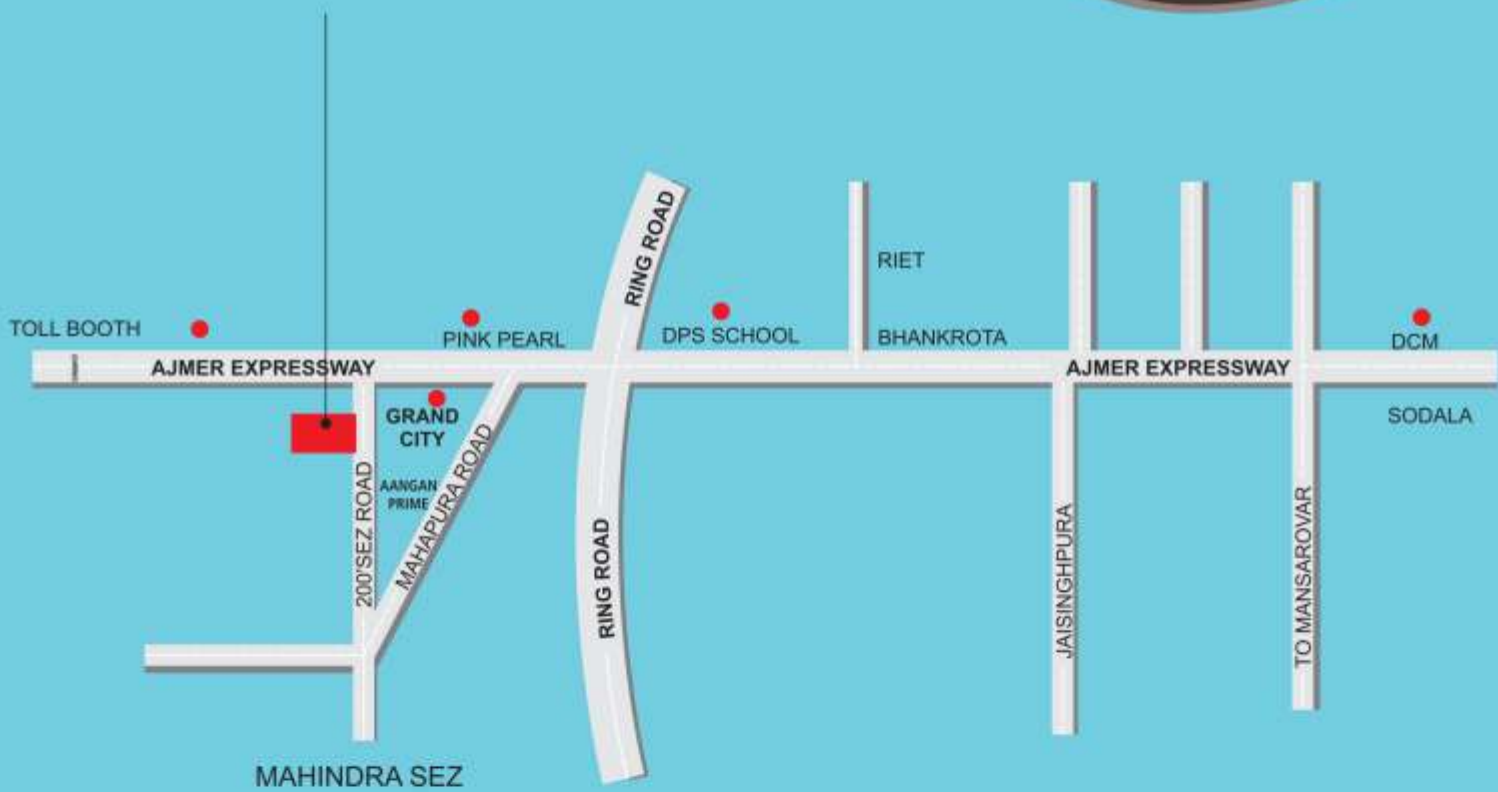 RING ROAD
RIET
TOLL BOOTH
PINK PEARL
DPS SCHOOL
BHANKROTA
DCM
AJMER EXPRESSWAY
AJMER EXPRESSWAY
GRAND
CITY
SODALA
AANGAN
PRIME
200'SEZ ROAD
MAHAPURA ROAD
RING ROAD
JAISINGHPURA
TO MANSAROVAR
MAHINDRA SEZ